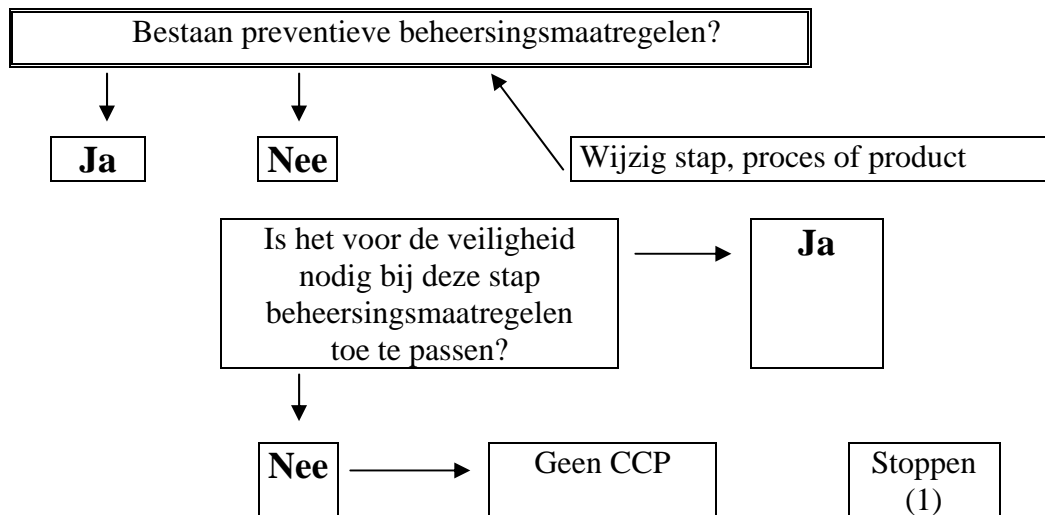 Bestaan preventieve beheersingsmaatregelen?
Ja
Nee
Wijzig stap, proces of product
Is het voor de veiligheid
nodig bij deze stap
beheersingsmaatregelen
toe te passen?
Ja
Nee
Geen CCP
Stoppen
(1)